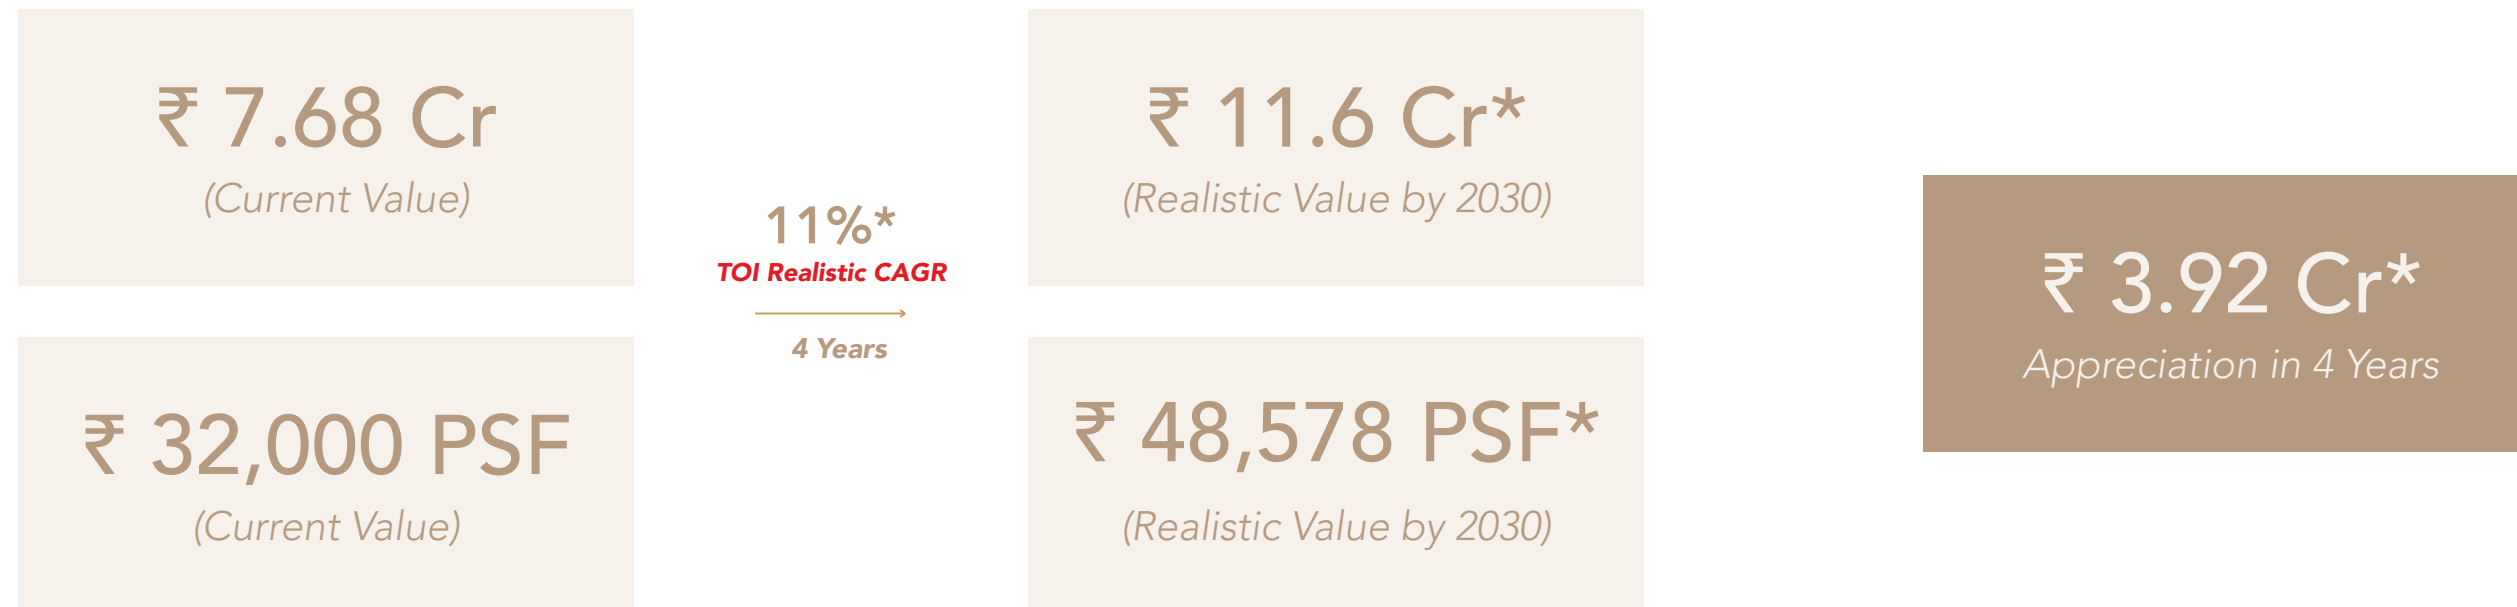 ₹ 7.68 Cr
(Current Value)
₹ 32,000 PSF
(Current Value)
11%*
TOI Realistic CAGR
4 Years
₹ 11.6 Cr*
(Realistic Value by 2030)
₹ 48,578 PSF*
(Realistic Value by 2030)
₹ 3.92 Cr*
Appreciation in 4 Years